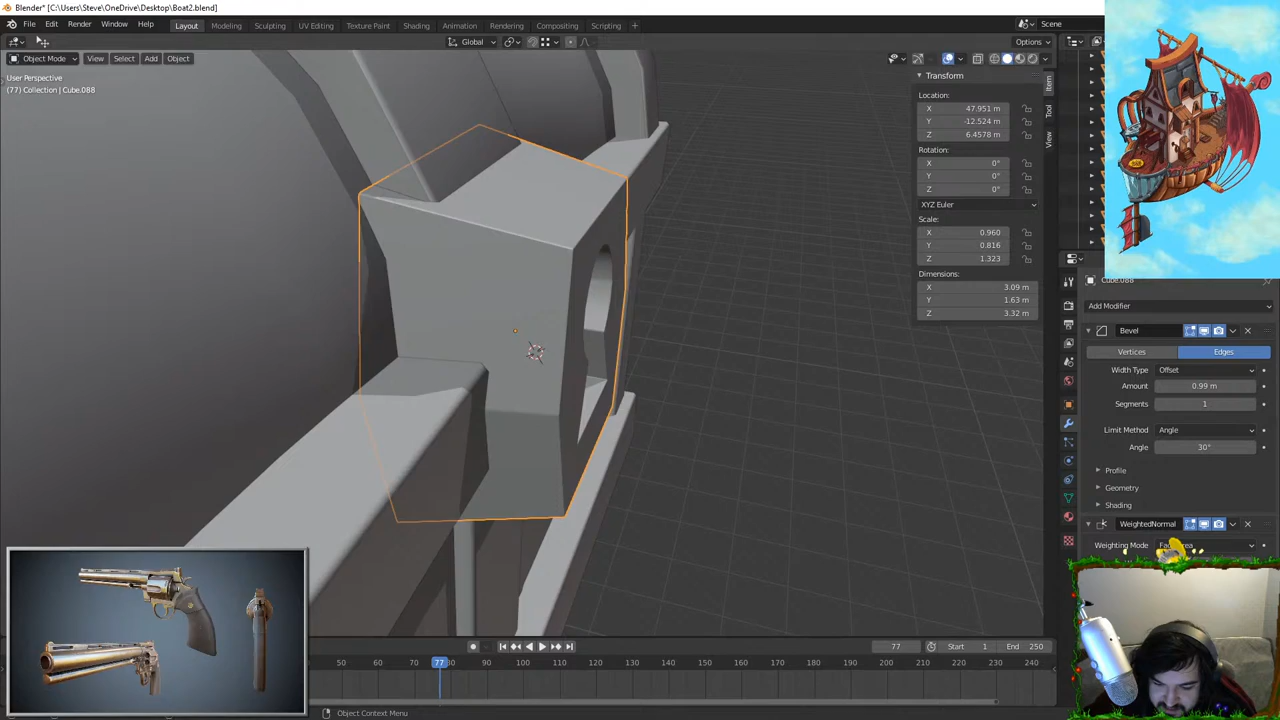 Blender* [C:\Users\Steve\OneDrive\Desktop\Boat2.blend]
File Edit Render Window Help
Layout Modeling Sculpting UV Editing Texture Paint Shading Animation Rendering Compositing Scripting
Scene
Global
Options
Object Mode View Select Add Object
User Perspective
(77) Collection | Cube.088
Transform
Location:
X 47.951 m
Y -12.524 m
Z 6.4578 m
Rotation:
X 0°
Y 0°
Z 0°
XYZ Euler
Scale:
X 0.960
Y 0.816
Z 1.323
Dimensions:
X 3.09 m
Y 1.63 m
Z 3.32 m
Item
Tool
View
Cube.088
Add Modifier
Bevel
Vertices Edges
Width Type Offset
Amount 0.99 m
Segments 1
Limit Method Angle
Angle 30°
Profile
Geometry
Shading
WeightedNormal
Weighting Mode
77 Start 1 End 250
50 60 70 77 80 90 100 110 120 130 140 150 160 170 180 190 200 210 220 230 240
Object Context Menu